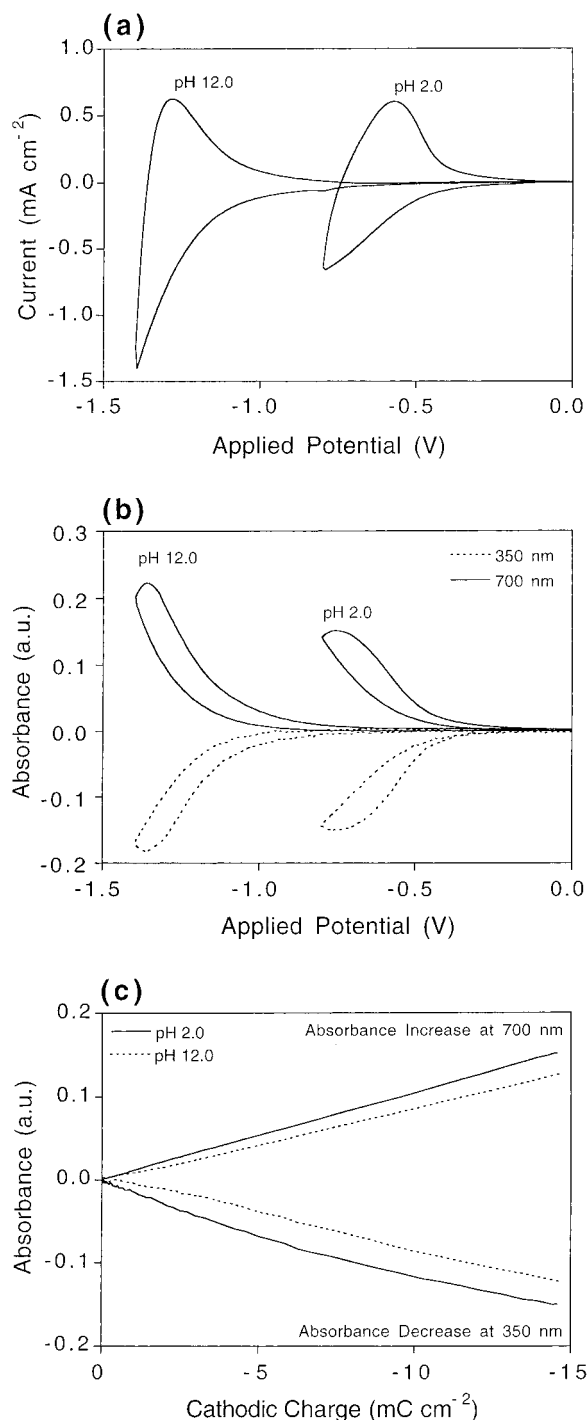 (a)
1.0
pH 12.0
pH 2.0
0.5
0.0
-0.5
-1.0
-1.5
Current (mA cm-2)
-1.5 -1.0 -0.5 0.0
Applied Potential (V)
(b)
0.3
pH 12.0
350 nm
700 nm
0.2
pH 2.0
0.1
0.0
-0.1
-0.2
Absorbance (a.u.)
-1.5 -1.0 -0.5 0.0
Applied Potential (V)
(c)
0.2
pH 2.0
Absorbance Increase at 700 nm
pH 12.0
0.1
0.0
-0.1
Absorbance Decrease at 350 nm
-0.2
Absorbance (a.u.)
0 -5 -10 -15
Cathodic Charge (mC cm-2)